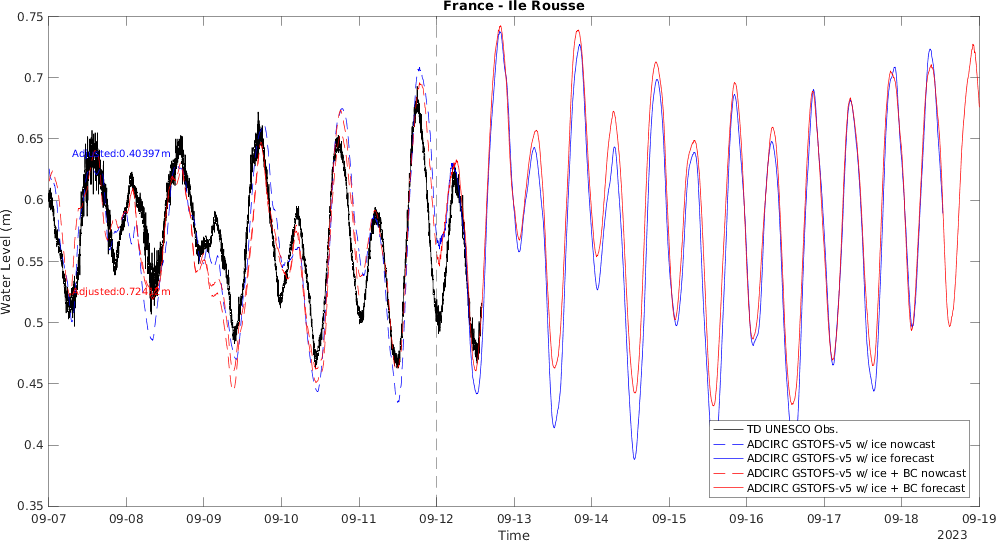 France - Ile Rousse
0.75
0.7
0.65
0.6
0.55
0.5
0.45
0.4
0.35
Water Level (m)
Adjusted:0.40397m
TD UNESCO Obs.
ADCIRC GSTOFS-v5 w/ ice nowcast
ADCIRC GSTOFS-v5 w/ ice forecast
ADCIRC GSTOFS-v5 w/ ice + BC nowcast
ADCIRC GSTOFS-v5 w/ ice + BC forecast
09-07 09-08 09-09 09-10 09-11 09-12 09-13 09-14 09-15 09-16 09-17 09-18 09-19
Time
2023